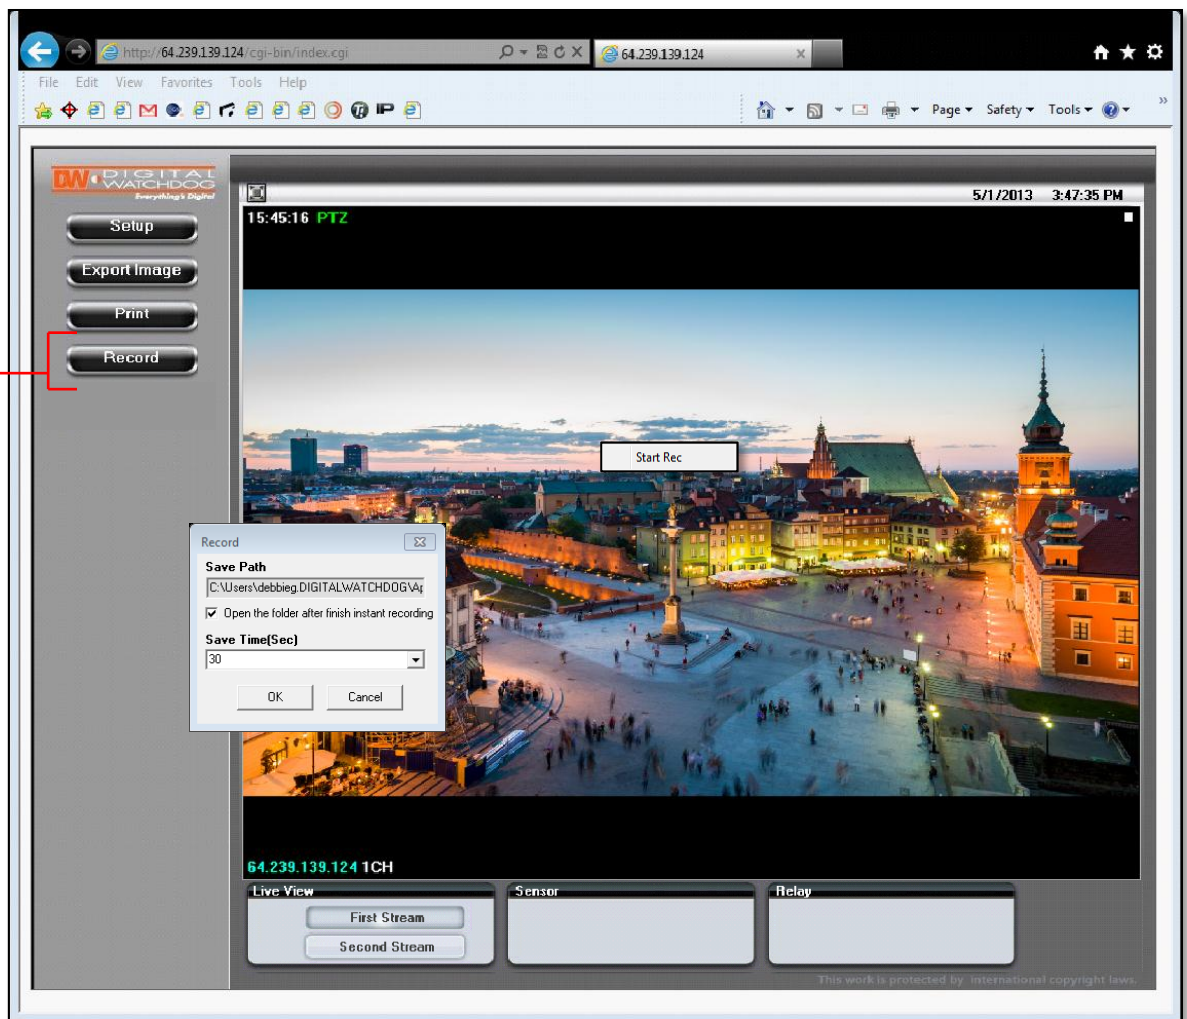 http://64.239.139.124/cgi-bin/index.cgi
64.239.139.124
File Edit View Favorites Tools Help
IP
Page Safety Tools
DW DIGITAL WATCHDOG
Everything's Digital
5/1/2013 3:47:35 PM
Setup
Export Image
Print
Record
15:45:16 PTZ
Start Rec
Record
Save Path
C:\Users\debbieg.DIGITALWATCHDOG\Ap
Open the folder after finish instant recording
Save Time(Sec)
30
OK Cancel
64.239.139.124 1CH
Live View
First Stream
Second Stream
Sensor
Relay
This work is protected by international copyright laws.